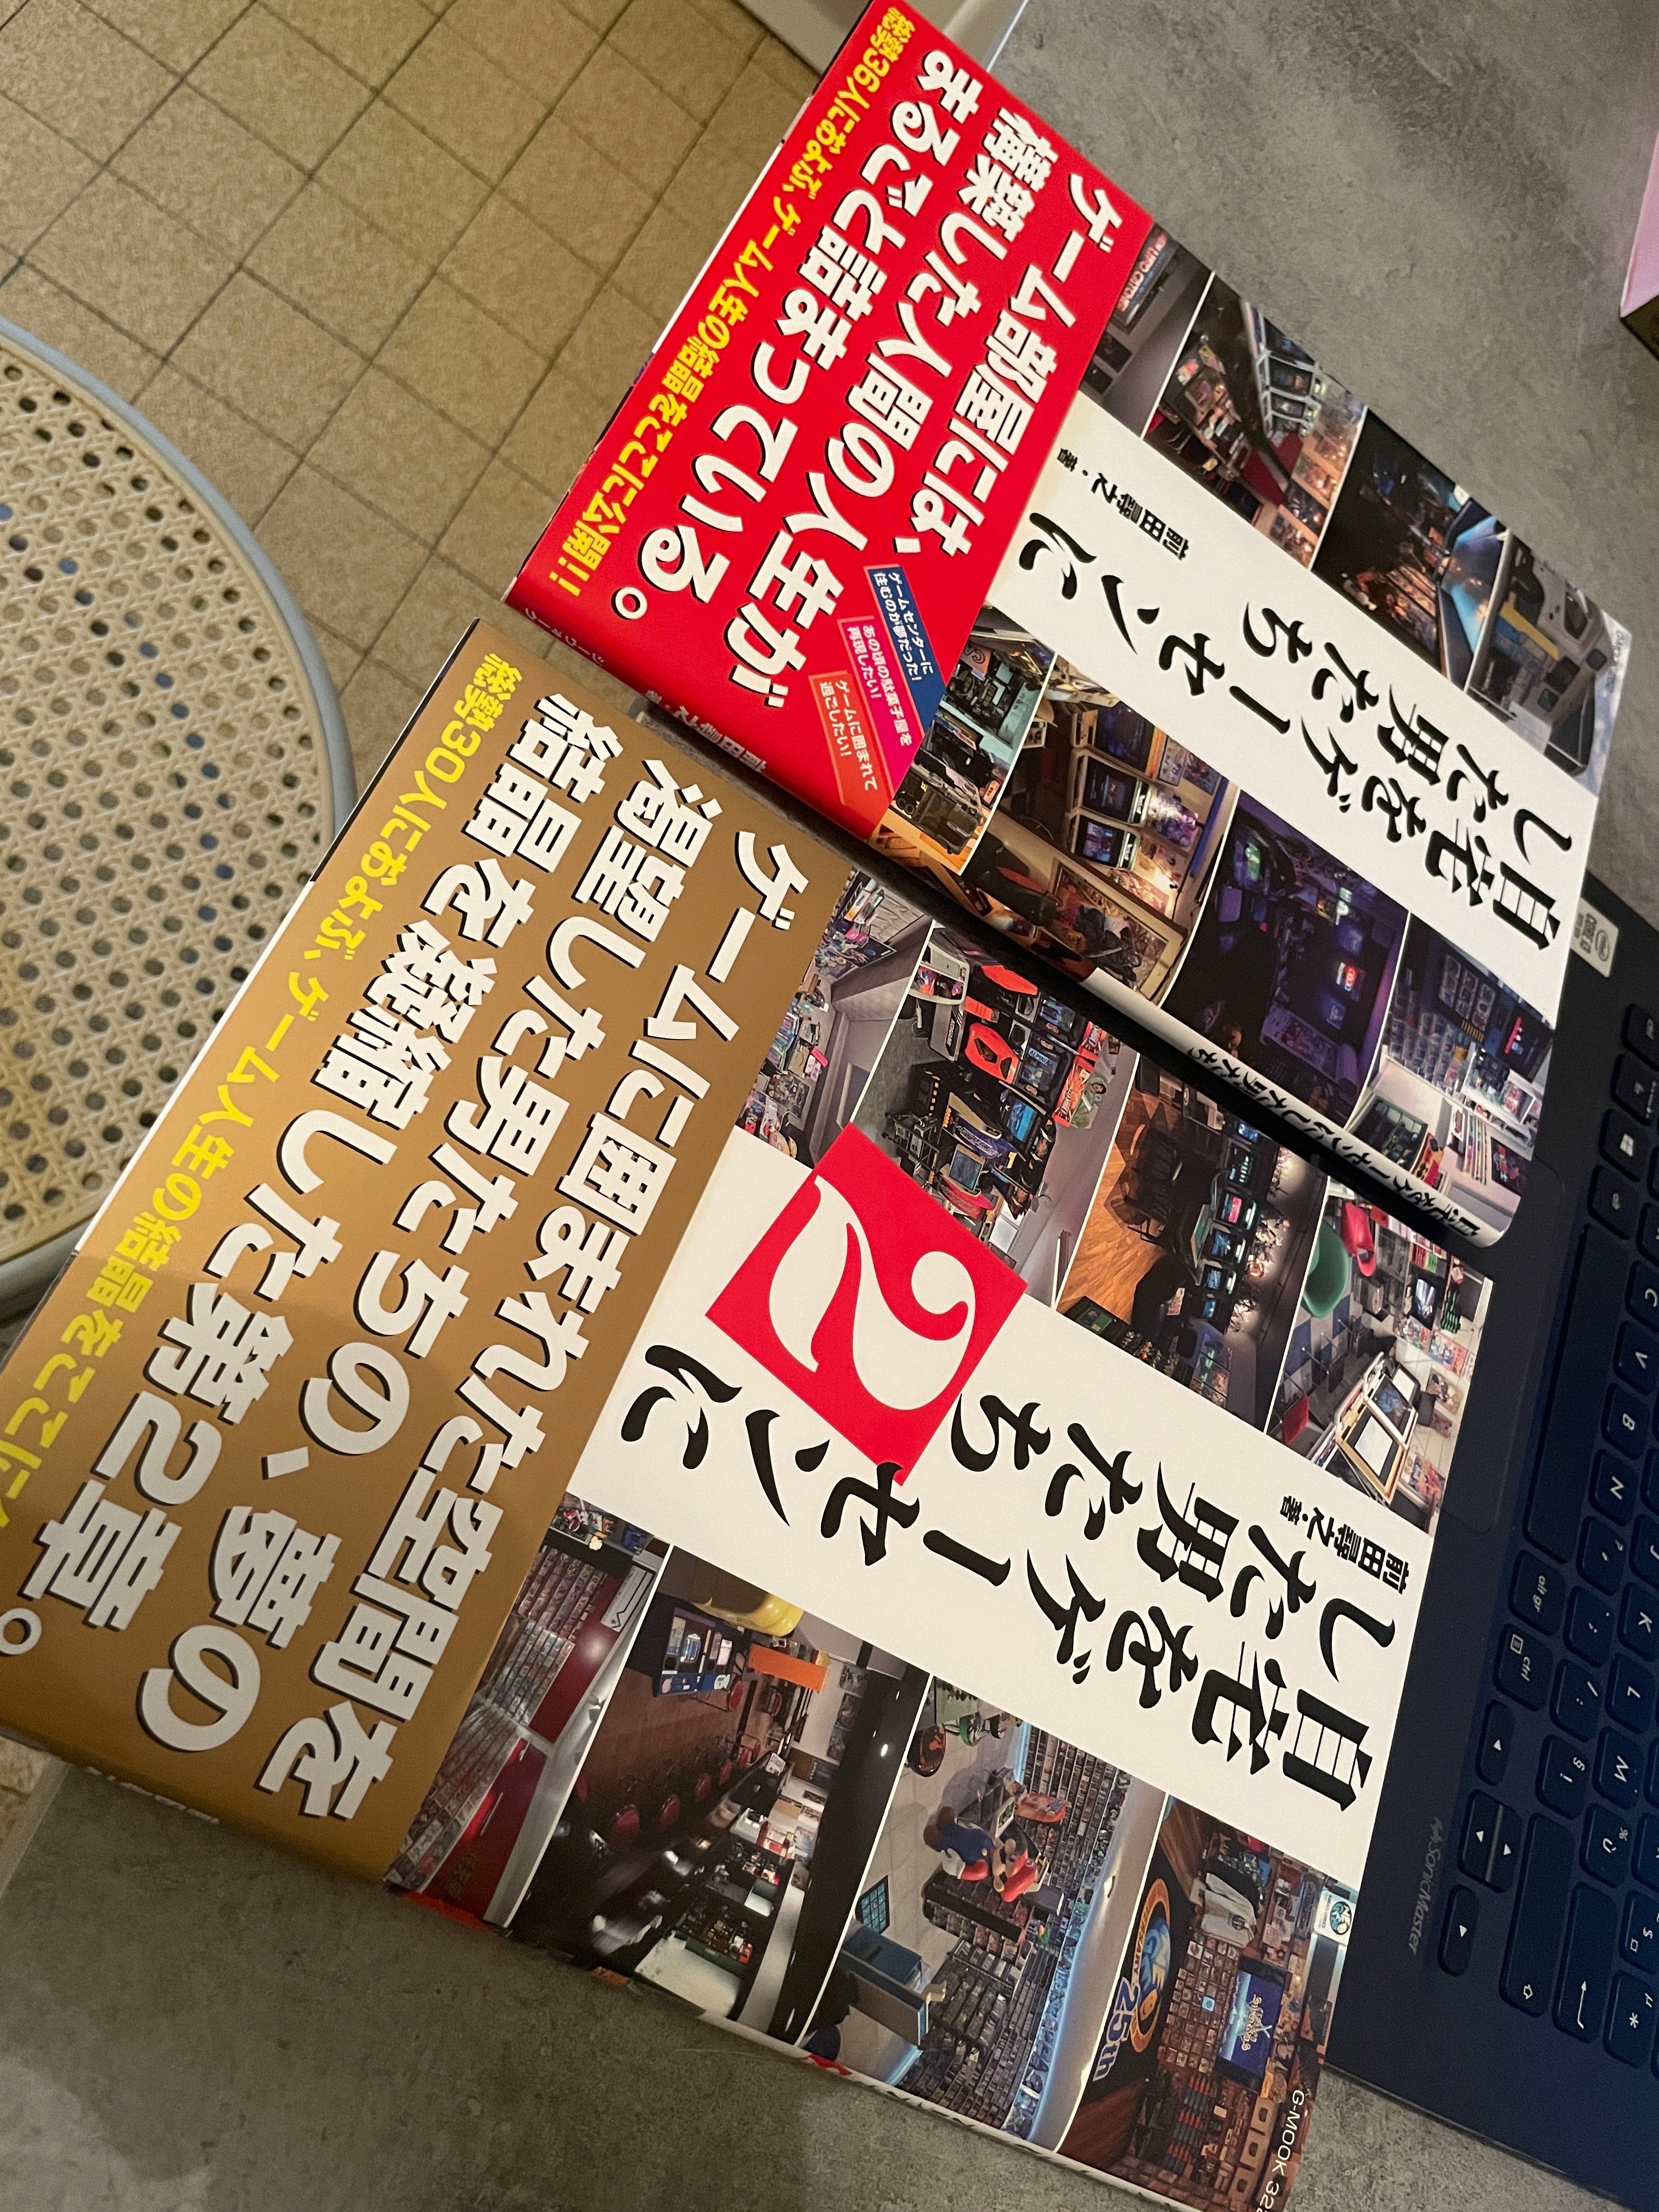 自宅を
ゲーセンに
した男たち
前田尋之・著
ゲーム部屋には、
構築した人間の人生が
まるごと詰まっている。
総勢36人におよぶ、ゲーム人生の結晶をここに公開!!
ゲームセンターに
住むのが夢だった!
あの頃の駄菓子屋を
再現したい!
ゲームに囲まれて
過ごしたい!
自宅を
ゲーセンに
した男たち
2
前田尋之・著
ゲームに囲まれた空間を
渇望した男たちの、夢の
結晶を凝縮した第2章。
総勢30人におよぶ、ゲーム人生の結晶をここに
25th
G-MOOK 32
SonicMaster
alt gr
ctrl
C
V
B
N
M
K
L